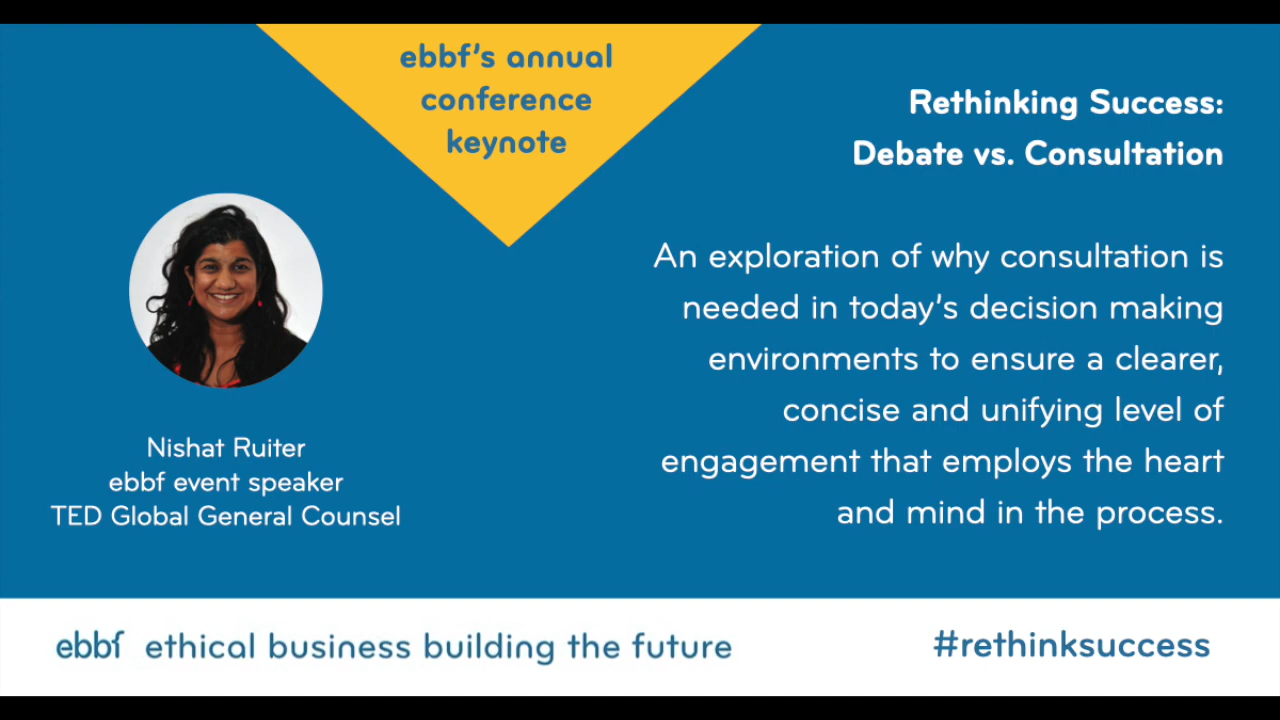 ebbf's annual
conference
keynote
Rethinking Success:
Debate vs. Consultation
An exploration of why consultation is
needed in today's decision making
environments to ensure a clearer,
concise and unifying level of
engagement that employs the heart
and mind in the process.
Nishat Ruiter
ebbf event speaker
TED Global General Counsel
ebbf ethical business building the future
#rethinksuccess